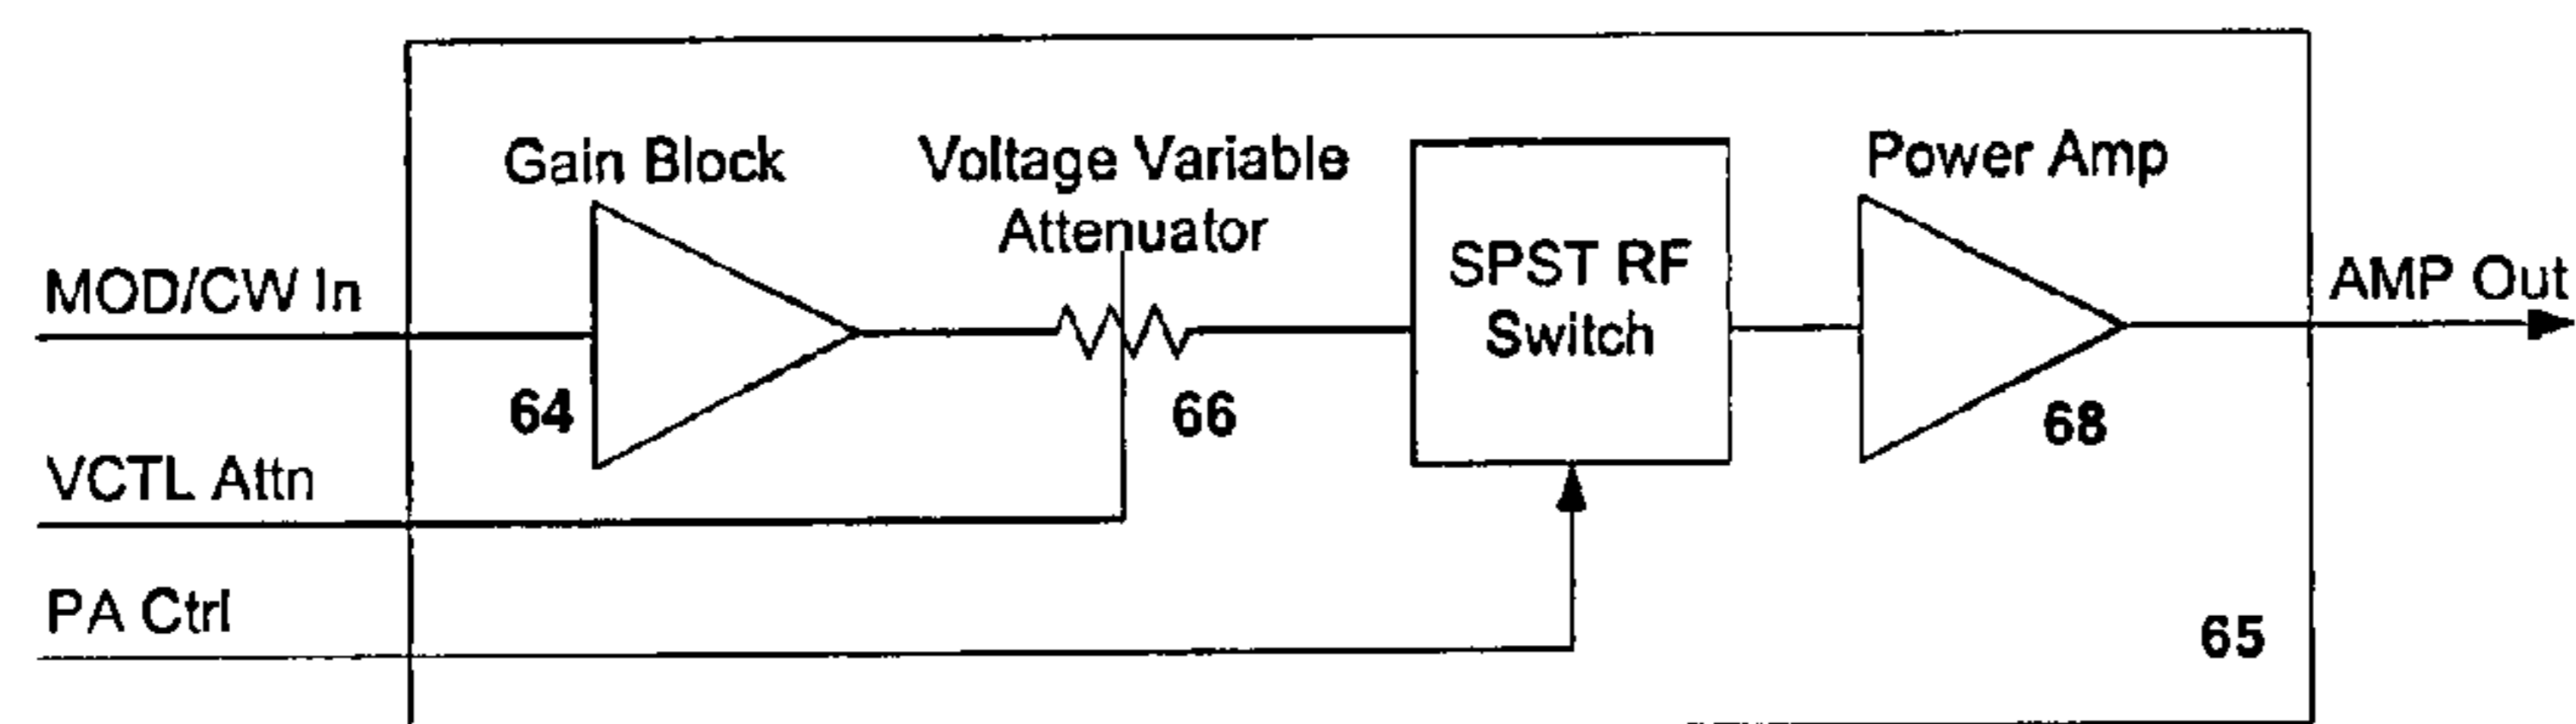 Gain Block
Voltage Variable
Attenuator
Power Amp
SPST RF
Switch
MOD/CW In
AMP Out
64
66
68
VCTL Attn
PA Ctrl
65